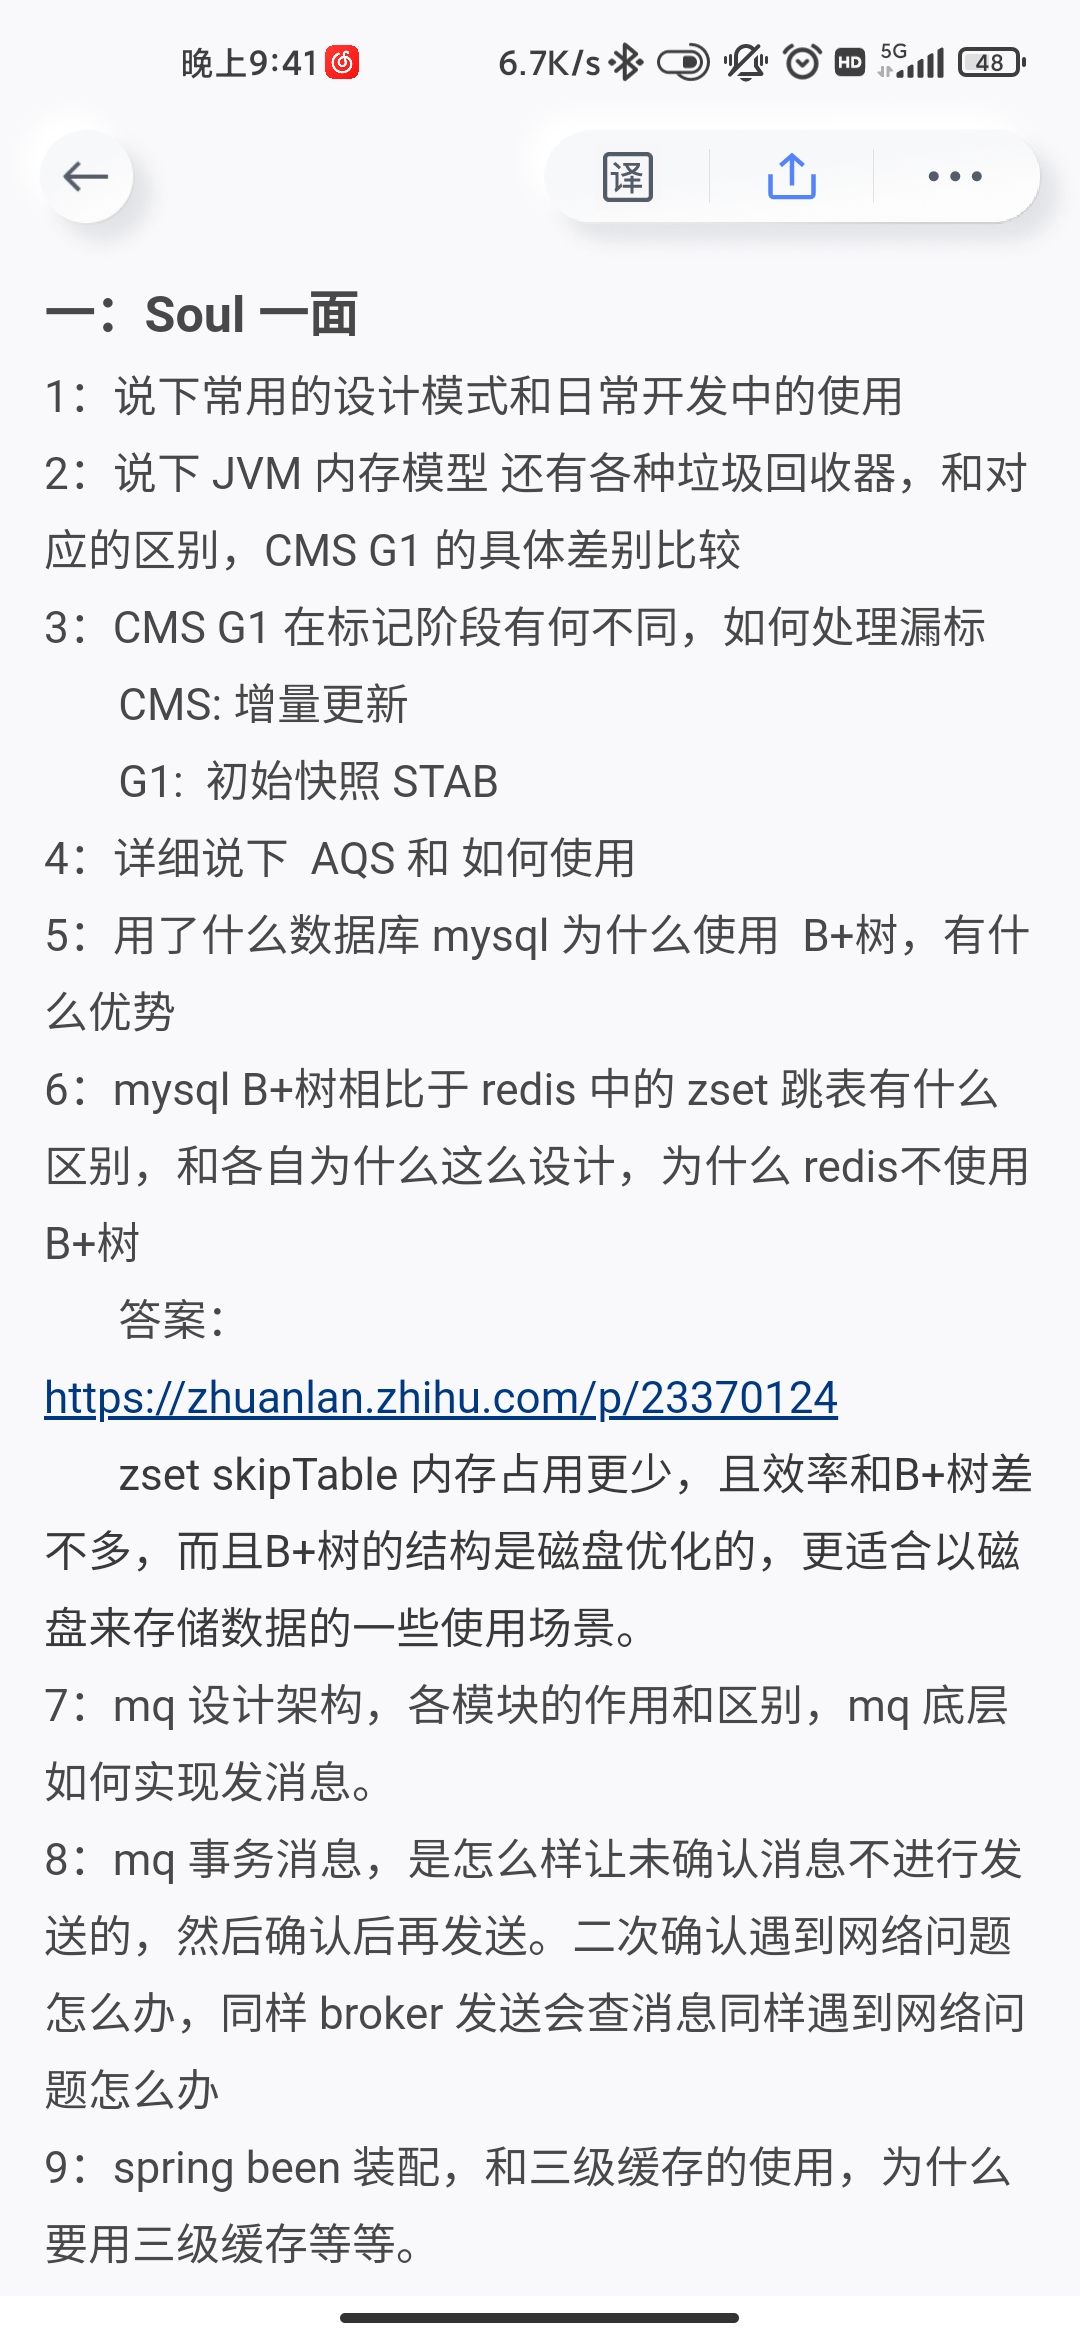 晚上9:41
6.7K/s
HD
5G
48
译
一：Soul 一面
1：说下常用的设计模式和日常开发中的使用
2：说下 JVM 内存模型 还有各种垃圾回收器，和对
应的区别，CMS G1 的具体差别比较
3：CMS G1 在标记阶段有何不同，如何处理漏标
CMS: 增量更新
G1:  初始快照 STAB
4：详细说下  AQS 和 如何使用
5：用了什么数据库 mysql 为什么使用  B+树，有什
么优势
6：mysql B+树相比于 redis 中的 zset 跳表有什么
区别，和各自为什么这么设计，为什么 redis不使用
B+树
答案：
https://zhuanlan.zhihu.com/p/23370124
zset skipTable 内存占用更少，且效率和B+树差
不多，而且B+树的结构是磁盘优化的，更适合以磁
盘来存储数据的一些使用场景。
7：mq 设计架构，各模块的作用和区别，mq 底层
如何实现发消息。
8：mq 事务消息，是怎么样让未确认消息不进行发
送的，然后确认后再发送。二次确认遇到网络问题
怎么办，同样 broker 发送会查消息同样遇到网络问
题怎么办
9：spring been 装配，和三级缓存的使用，为什么
要用三级缓存等等。